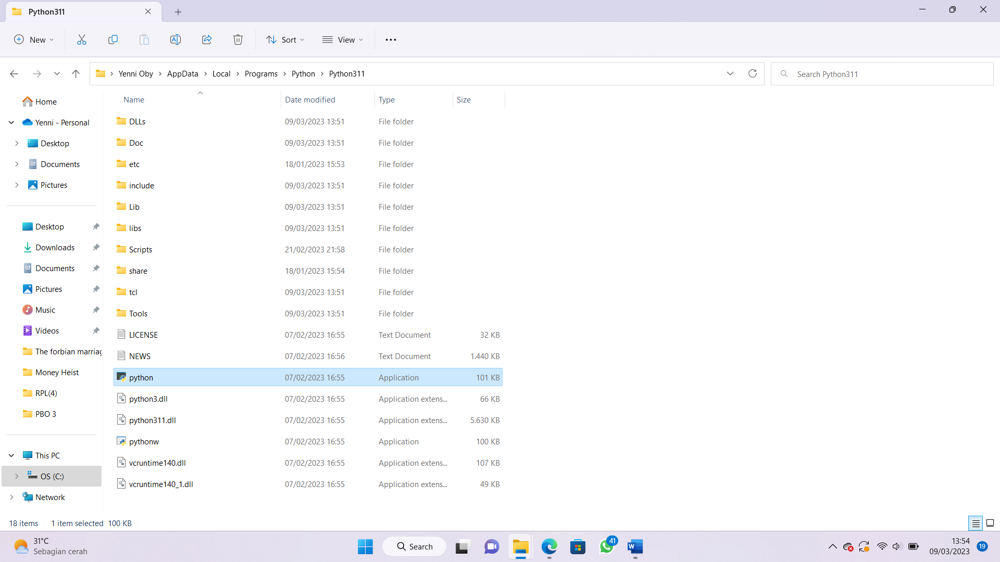 Python311
New
Sort
View
Yenni Oby > AppData > Local > Programs > Python > Python311
Search Python311
Name Date modified Type Size
Home
Yenni - Personal
Desktop
Documents
Pictures
Desktop
Downloads
Documents
Pictures
Music
Videos
The forbian marriag
Money Heist
RPL(4)
PBO 3
This PC
OS (C:)
Network
DLLs 09/03/2023 13:51 File folder
Doc 09/03/2023 13:51 File folder
etc 18/01/2023 15:53 File folder
include 09/03/2023 13:51 File folder
Lib 09/03/2023 13:51 File folder
libs 09/03/2023 13:51 File folder
Scripts 21/02/2023 21:58 File folder
share 18/01/2023 15:54 File folder
tcl 09/03/2023 13:51 File folder
Tools 09/03/2023 13:51 File folder
LICENSE 07/02/2023 16:55 Text Document 32 KB
NEWS 07/02/2023 16:56 Text Document 1.440 KB
python 07/02/2023 16:55 Application 101 KB
python3.dll 07/02/2023 16:55 Application extens... 66 KB
python311.dll 07/02/2023 16:55 Application extens... 5.630 KB
pythonw 07/02/2023 16:55 Application 100 KB
vcruntime140.dll 07/02/2023 16:55 Application extens... 107 KB
vcruntime140_1.dll 07/02/2023 16:55 Application extens... 49 KB
18 items 1 item selected 100 KB
31°C
Sebagian cerah
Search
41
13:54
09/03/2023
19